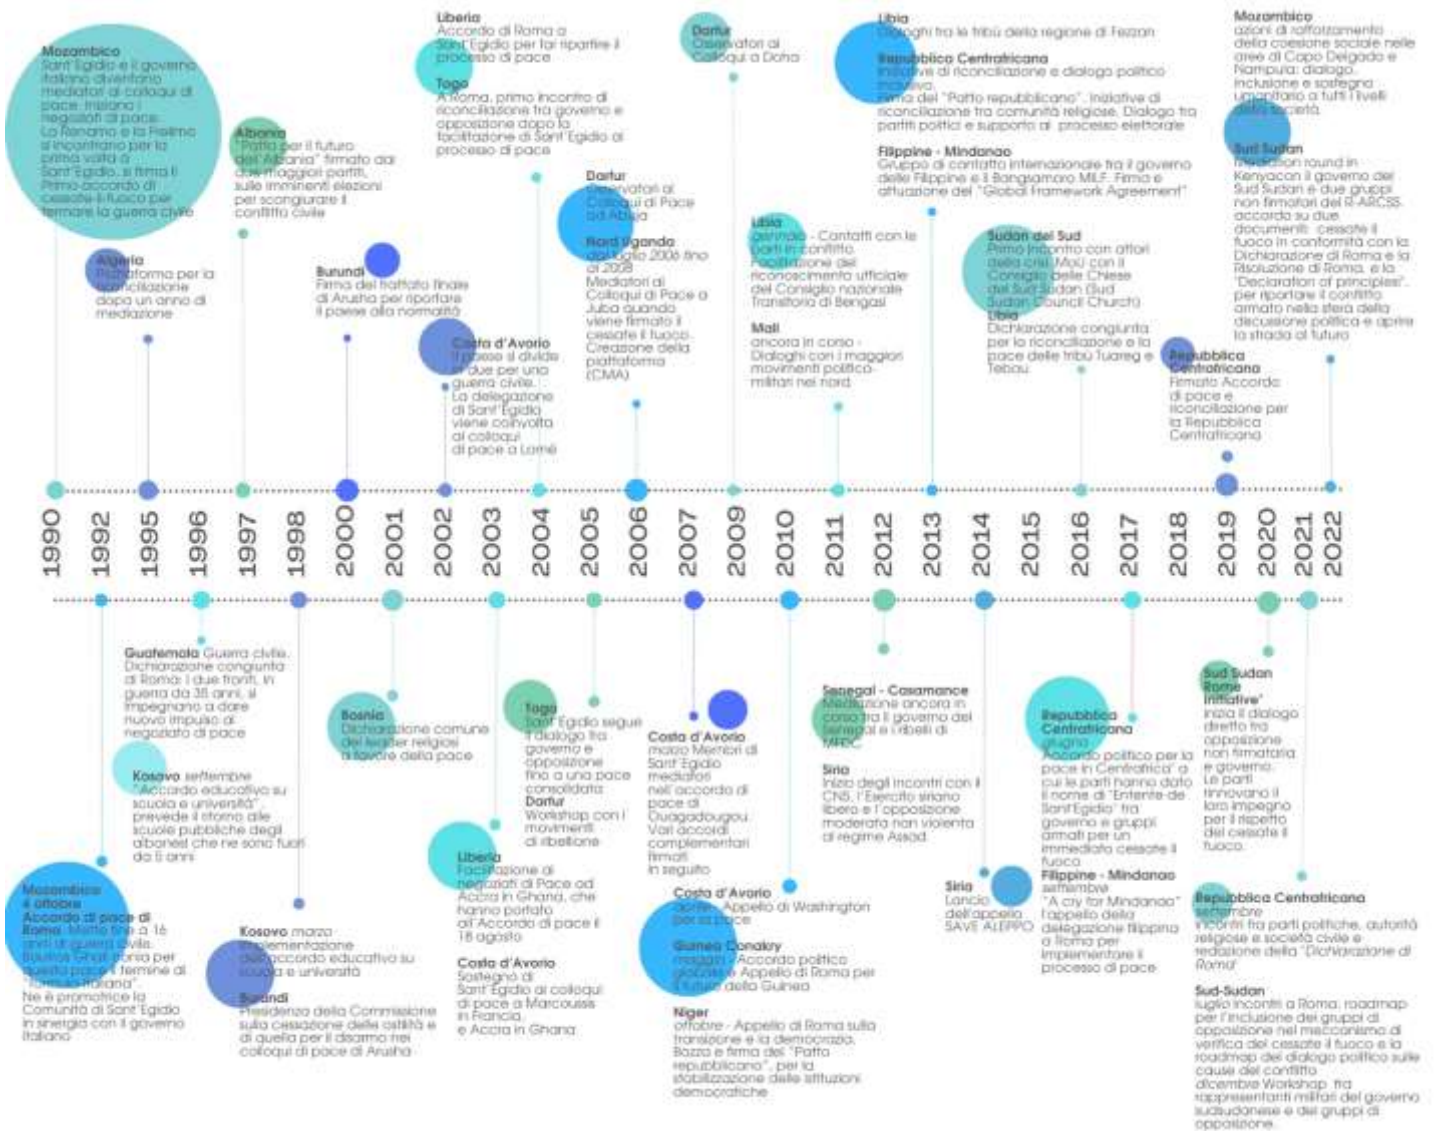 Mozambico
Sant'Egidio e il governo
italiano diventano
mediatori ai colloqui di
pace. Iniziano i
negoziati di pace.
La Renamo e la Frelimo
si incontrano per la
prima volta a
Sant'Egidio, si firma il
Primo accordo di
cessate-il-fuoco per
fermare la guerra civile
Algeria
Piattaforma per la
riconciliazione
dopo un anno di
mediazione
Albania
"Patto per il futuro
dell'Albania" firmato dai
due maggiori partiti,
sulle imminenti elezioni
per scongiurare il
conflitto civile
Burundi
Firma del trattato finale
di Arusha per riportare
il paese alla normalità
Liberia
Accordo di Roma a
Sant'Egidio per far ripartire il
processo di pace
Togo
A Roma, primo incontro di
riconciliazione tra governo e
opposizione dopo la
facilitazione di Sant'Egidio al
processo di pace
Costa d'Avorio
Il paese si divide
in due per una
guerra civile.
La delegazione
di Sant'Egidio
viene coinvolta
ai colloqui
di pace a Lomé
Darfur
Osservatori ai
Colloqui di Pace
ad Abuja
Nord Uganda
dal luglio 2006 fino
al 2008
Mediatori ai
Colloqui di Pace a
Juba quando
viene firmato il
cessate il fuoco.
Creazione della
piattaforma
(CMA)
Darfur
Osservatori ai
Colloqui a Doha
Libia
gennaio - Contatti con le
parti in conflitto.
Facilitazione del
riconoscimento ufficiale
del Consiglio nazionale
Transitorio di Bengasi
Mali
ancora in corso -
Dialoghi con i maggiori
movimenti politico-
militari nel nord
Libia
Dialoghi tra le tribù della regione di Fezzan
Repubblica Centrafricana
Iniziative di riconciliazione e dialogo politico
inclusivo.
Firma del "Patto repubblicano". Iniziative di
riconciliazione tra comunità religiose. Dialogo tra
partiti politici e supporto al processo elettorale
Filippine - Mindanao
Gruppo di contatto internazionale tra il governo
delle Filippine e il Bangsamoro MILF. Firma e
attuazione del "Global Framework Agreement"
Sudan del Sud
Primo incontro con attori
della crisi. MoU con il
Consiglio delle Chiese
del Sud Sudan (Sud
Sudan Council Church)
Libia
Dichiarazione congiunta
per la riconciliazione e la
pace delle tribù Tuareg e
Tebou
Repubblica
Centrafricana
Firmato Accordo
di pace e
riconciliazione per
la Repubblica
Centrafricana
Mozambico
azioni di rafforzamento
della coesione sociale nelle
aree di Capo Delgado e
Nampula: dialogo,
inclusione e sostegno
umanitario a tutti i livelli
della società
Sud Sudan
Mediation round in
Kenyacon il governo del
Sud Sudan e due gruppi
non firmatari del R-ARCSS.
accordo su due
documenti: cessate il
fuoco in conformità con la
Dichiarazione di Roma e la
Risoluzione di Roma, e la
"Declaration of principles",
per riportare il conflitto
armato nella sfera della
discussione politica e aprire
la strada al futuro
1990
1992
1995
1996
1997
1998
2000
2001
2002
2003
2004
2005
2006
2007
2009
2010
2011
2012
2013
2014
2015
2016
2017
2018
2019
2020
2021
2022
Guatemala Guerra civile.
Dichiarazione congiunta
di Roma: i due fronti, in
guerra da 35 anni, si
impegnano a dare
nuovo impulso al
negoziato di pace
Kosovo settembre
"Accordo educativo su
scuola e università"
prevede il ritorno alle
scuole pubbliche degli
albanesi che ne sono fuori
da 6 anni
Mozambico
4 ottobre
Accordo di pace di
Roma. Mette fine a 16
anni di guerra civile.
Boutros Ghali conia per
questa pace il termine di
"formula italiana".
Ne è promotrice la
Comunità di Sant'Egidio
in sinergia con il governo
italiano
Kosovo marzo
Implementazione
dell'accordo educativo su
scuola e università
Burundi
Presidenza della Commissione
sulla cessazione delle ostilità e
di quella per il disarmo nei
colloqui di pace di Arusha
Bosnia
Dichiarazione comune
dei leader religiosi
a favore della pace
Liberia
Facilitazione di
negoziati di Pace ad
Accra in Ghana, che
hanno portato
all'Accordo di pace il
18 agosto
Costa d'Avorio
Sostegno di
Sant'Egidio ai colloqui
di pace a Marcoussis
in Francia,
e Accra in Ghana
Togo
Sant'Egidio segue
il dialogo tra
governo e
opposizione
fino a una pace
consolidata
Darfur
Workshop con i
movimenti
di ribellione
Costa d'Avorio
marzo Membri di
Sant'Egidio
mediatori
nell'accordo di
pace di
Ouagadougou.
Vari accordi
complementari
firmati
in seguito
Costa d'Avorio
aprile - Appello di Washington
per la pace
Guinea Conakry
maggio - Accordo politico
globale e Appello di Roma per
il futuro della Guinea
Niger
ottobre - Appello di Roma sulla
transizione e la democrazia.
Bozza e firma del "Patto
repubblicano", per la
stabilizzazione delle istituzioni
democratiche
Senegal - Casamance
Mediazione ancora in
corso tra il governo del
Senegal e i ribelli di
MFDC
Siria
Inizio degli incontri con il
CNS, l'Esercito siriano
libero e l'opposizione
moderata non violenta
al regime Assad.
Siria
Lancio
dell'appello
SAVE ALEPPO
Repubblica
Centrafricana
giugno
"Accordo politico per la
pace in Centrafrica" a
cui le parti hanno dato
il nome di "Entente de
Sant'Egidio" tra
governo e gruppi
armati per un
immediato cessate il
fuoco
Filippine - Mindanao
settembre
"A cry for Mindanao"
l'appello della
delegazione filippina
a Roma per
implementare il
processo di pace
Sud Sudan
Rome
Initiative"
Inizia il dialogo
diretto tra
opposizione
non firmataria
e governo.
Le parti
rinnovano il
loro impegno
per il rispetto
del cessate il
fuoco.
Repubblica Centrafricana
settembre
incontri tra parti politiche, autorità
religiose e società civile e
redazione della "Dichiarazione di
Roma"
Sud-Sudan
luglio incontri a Roma, roadmap
per l'inclusione dei gruppi di
opposizione nel meccanismo di
verifica del cessate il fuoco e la
roadmap del dialogo politico sulle
cause del conflitto
dicembre Workshop tra
rappresentanti militari del governo
sudsudanese e dei gruppi di
opposizione.